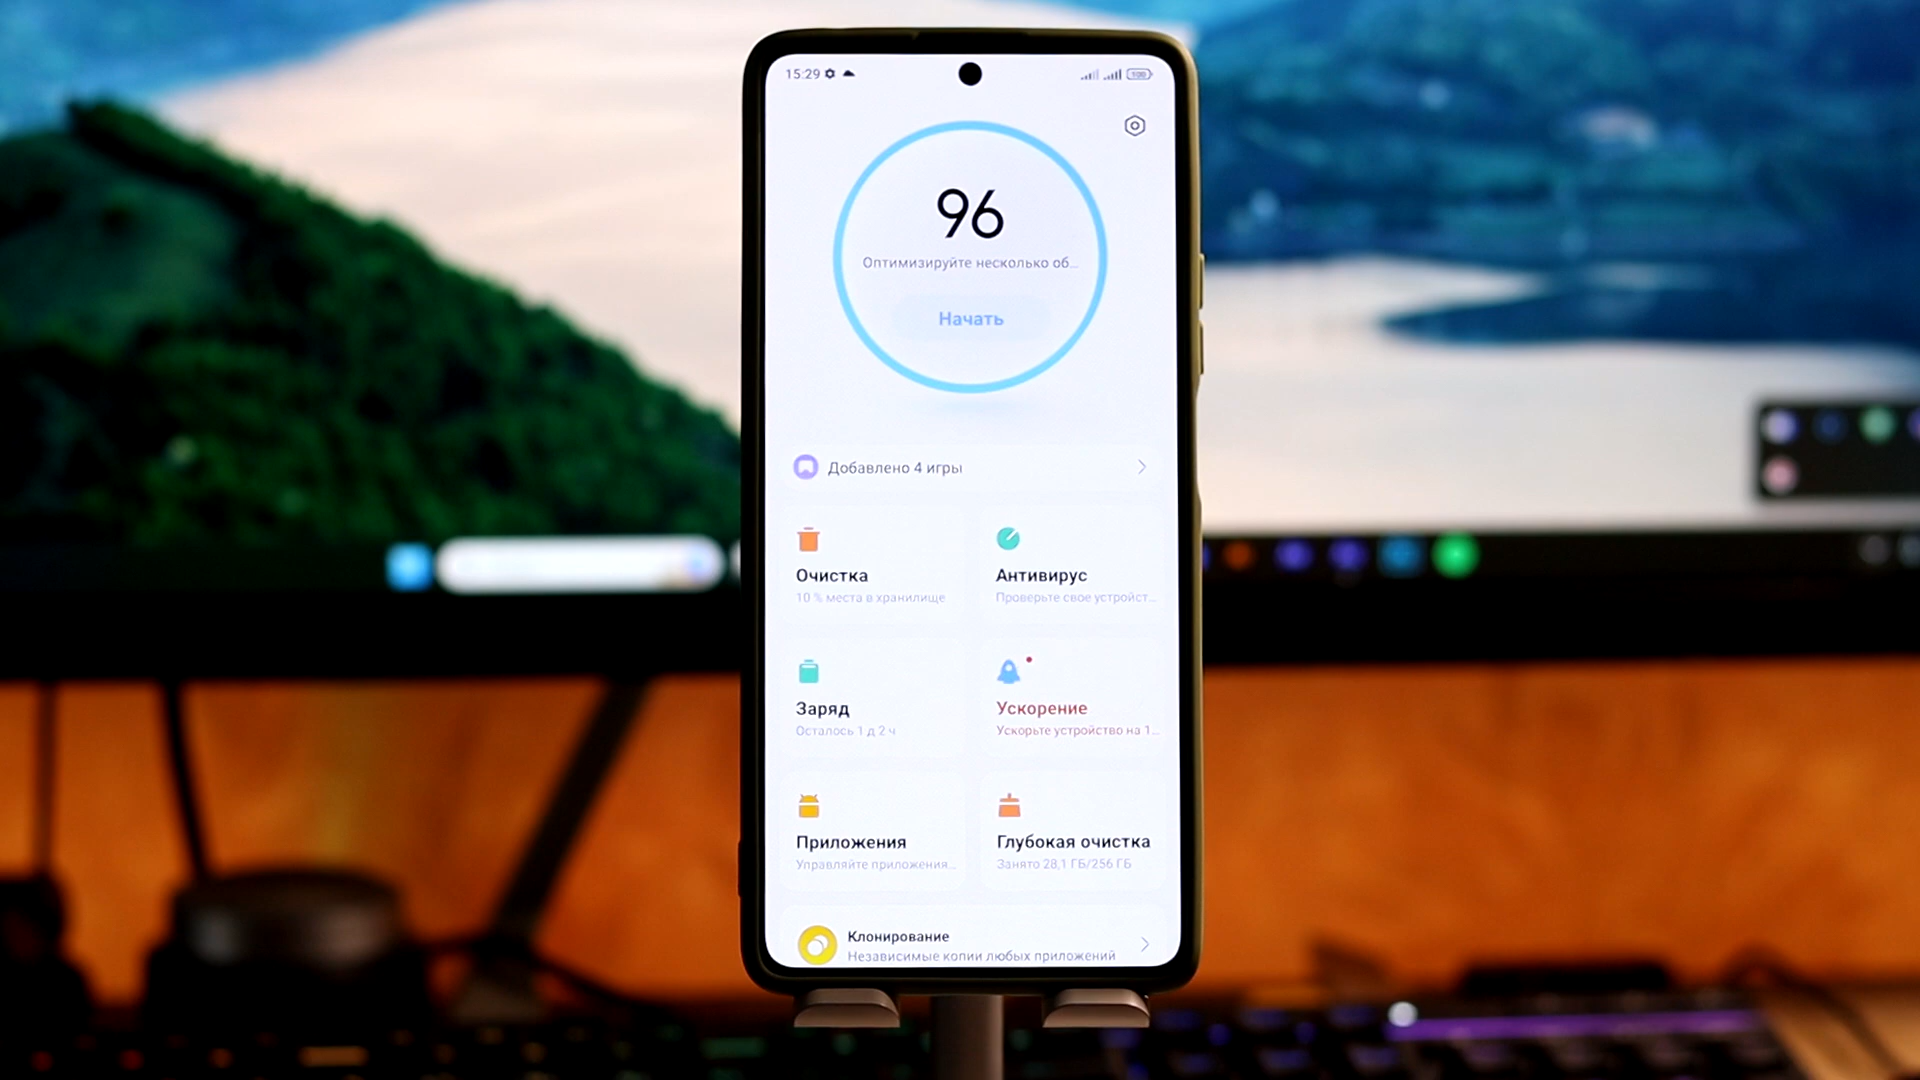 15:29
100
96
Оптимизируйте несколько об...
Начать
Добавлено 4 игры
Очистка
10 % места в хранилище
Антивирус
Проверьте свое устройст...
Заряд
Осталось 1 д 2 ч
Ускорение
Ускорьте устройство на 1...
Приложения
Управляйте приложения...
Глубокая очистка
Занято 28,1 ГБ/256 ГБ
Клонирование
Независимые копии любых приложений